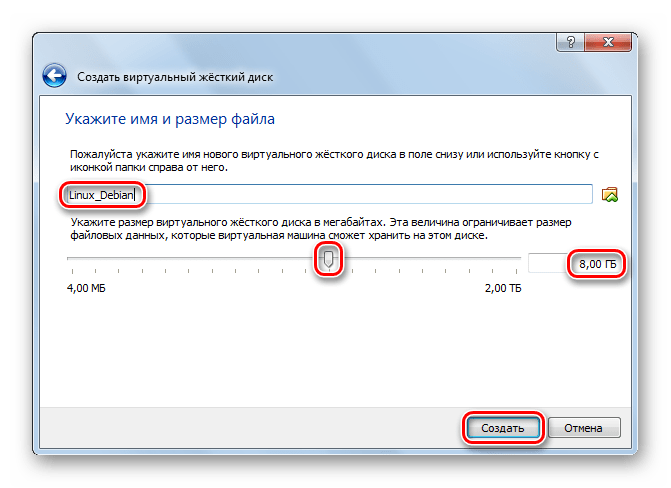 ?
Создать виртуальный жёсткий диск
Укажите имя и размер файла
Пожалуйста укажите имя нового виртуального жёсткого диска в поле снизу или используйте кнопку с
иконкой папки справа от него.
Linux_Debian
Укажите размер виртуального жёсткого диска в мегабайтах. Эта величина ограничивает размер
файловых данных, которые виртуальная машина сможет хранить на этом диске.
8,00 ГБ
4,00 МБ 2,00 ТБ
Создать Отмена